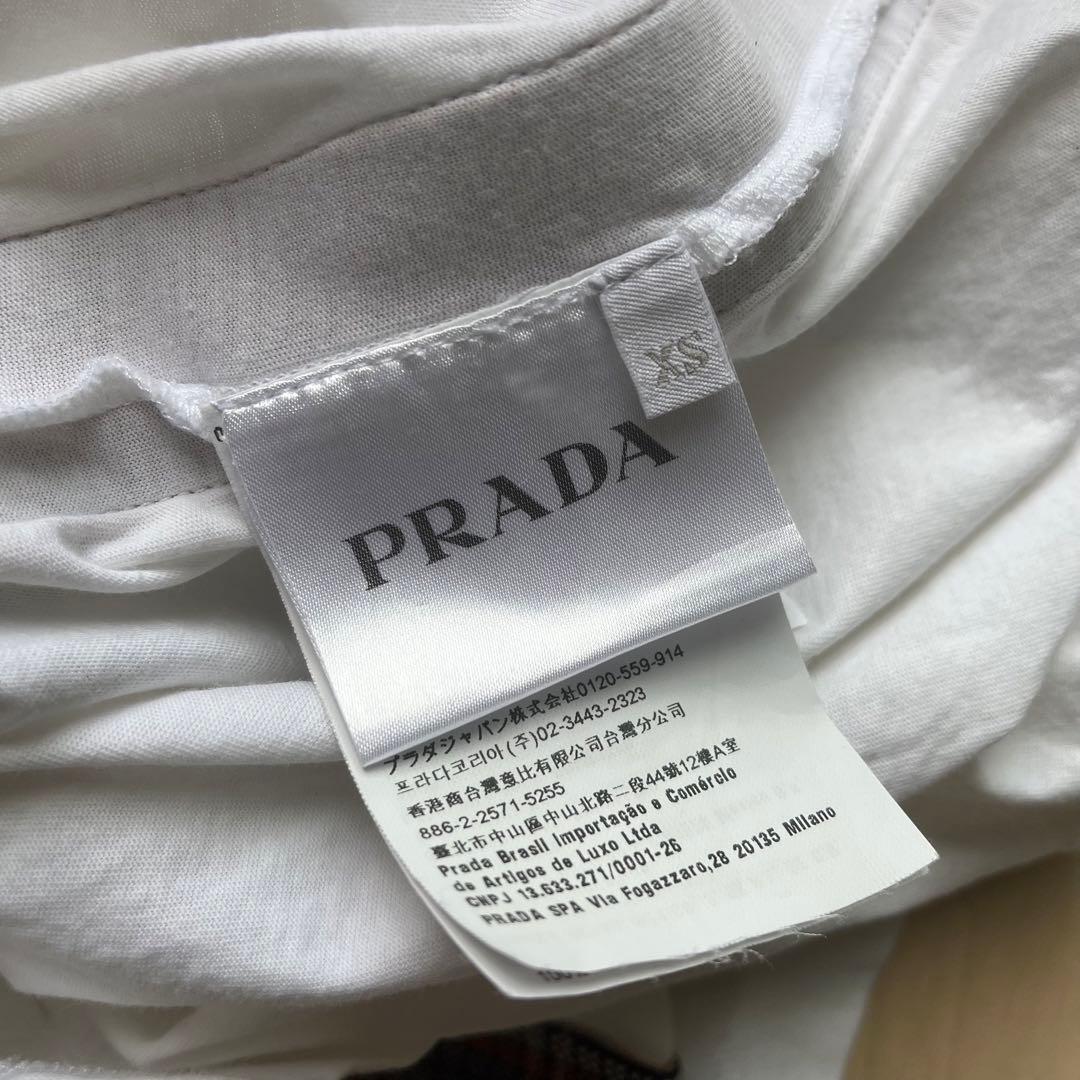 XS
PRADA
プラダジャパン株式会社0120-559-914
프라다코리아(주)02-3443-2323
香港商台灣意比有限公司台灣分公司
886-2-2571-5255
臺北市中山區中山北路二段44號12樓A室
Prada Brasil Importação e Comércio
de Artigos de Luxo Ltda
CNPJ 13.633.271/0001-26
PRADA SPA Via Fogazzaro,28 20135 Milano